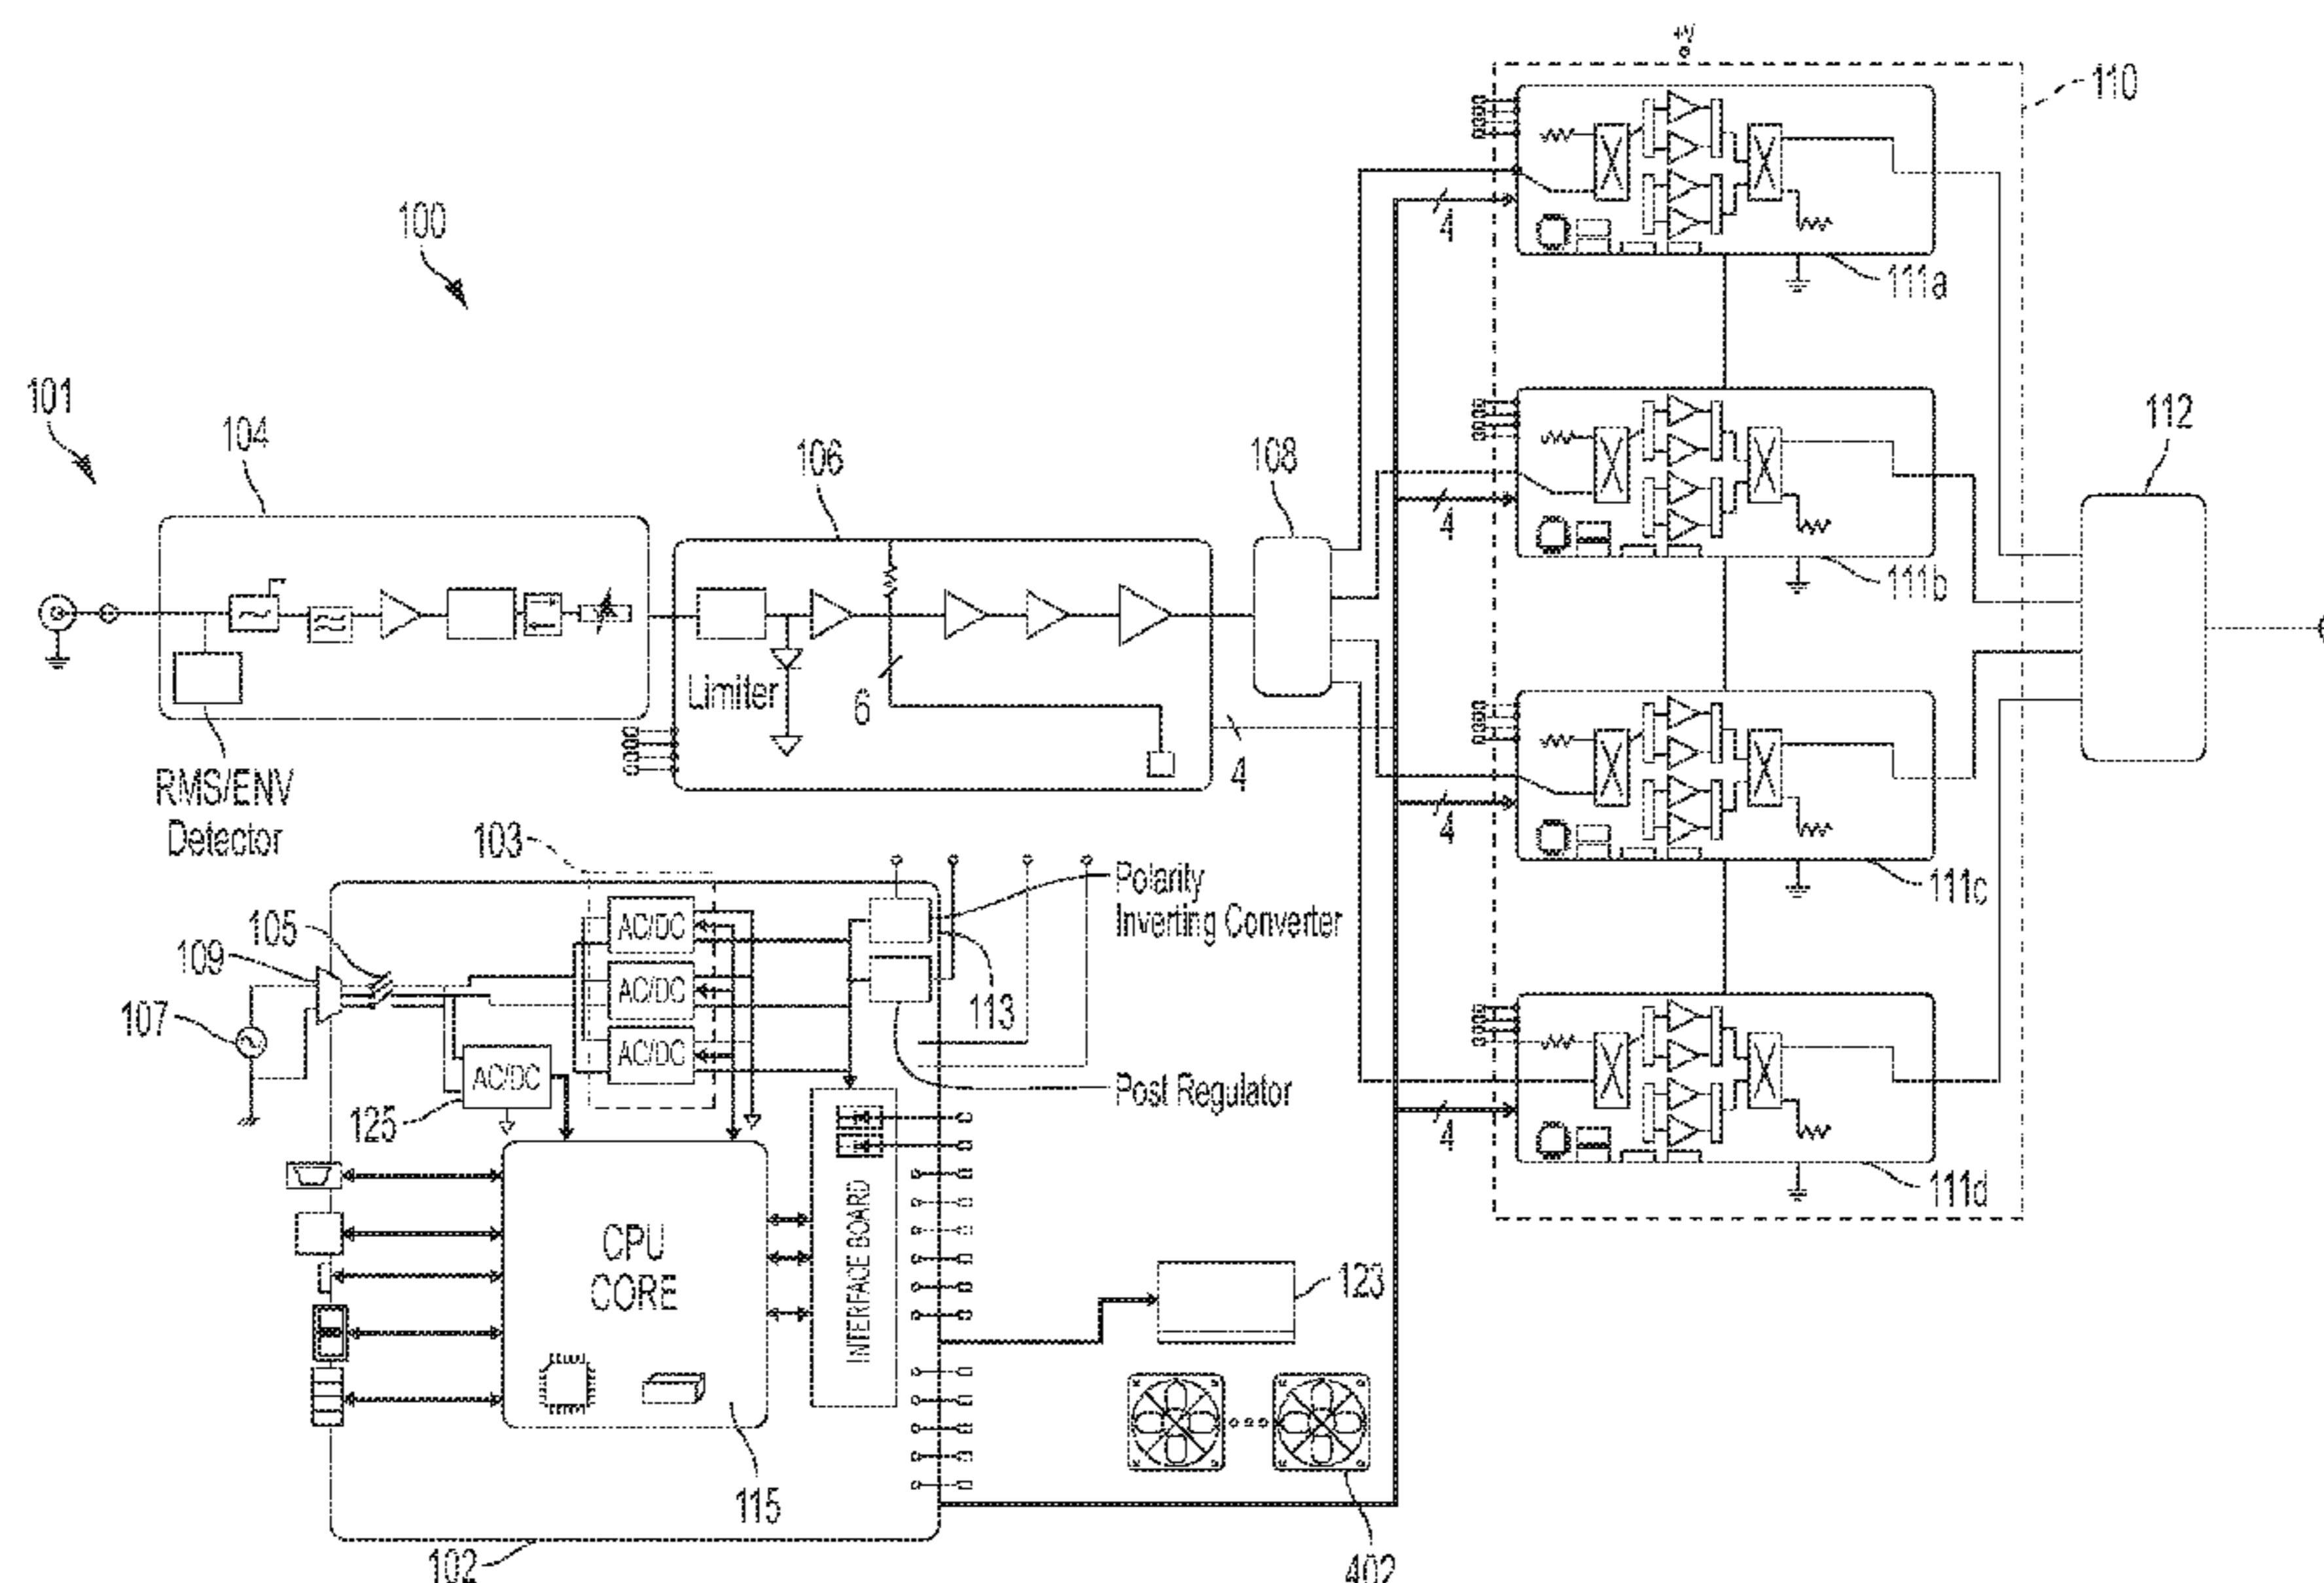 +V
110
100
4
111a
101
104
106
108
112
4
111b
Limiter
6
4
RMS/ENV
Detector
4
103
111c
Polarity
Inverting Converter
105
AC/DC
109
AC/DC
113
107
AC/DC
AC/DC
Post Regulator
125
4
111d
CPU
CORE
INTERFACE BOARD
123
115
102
402